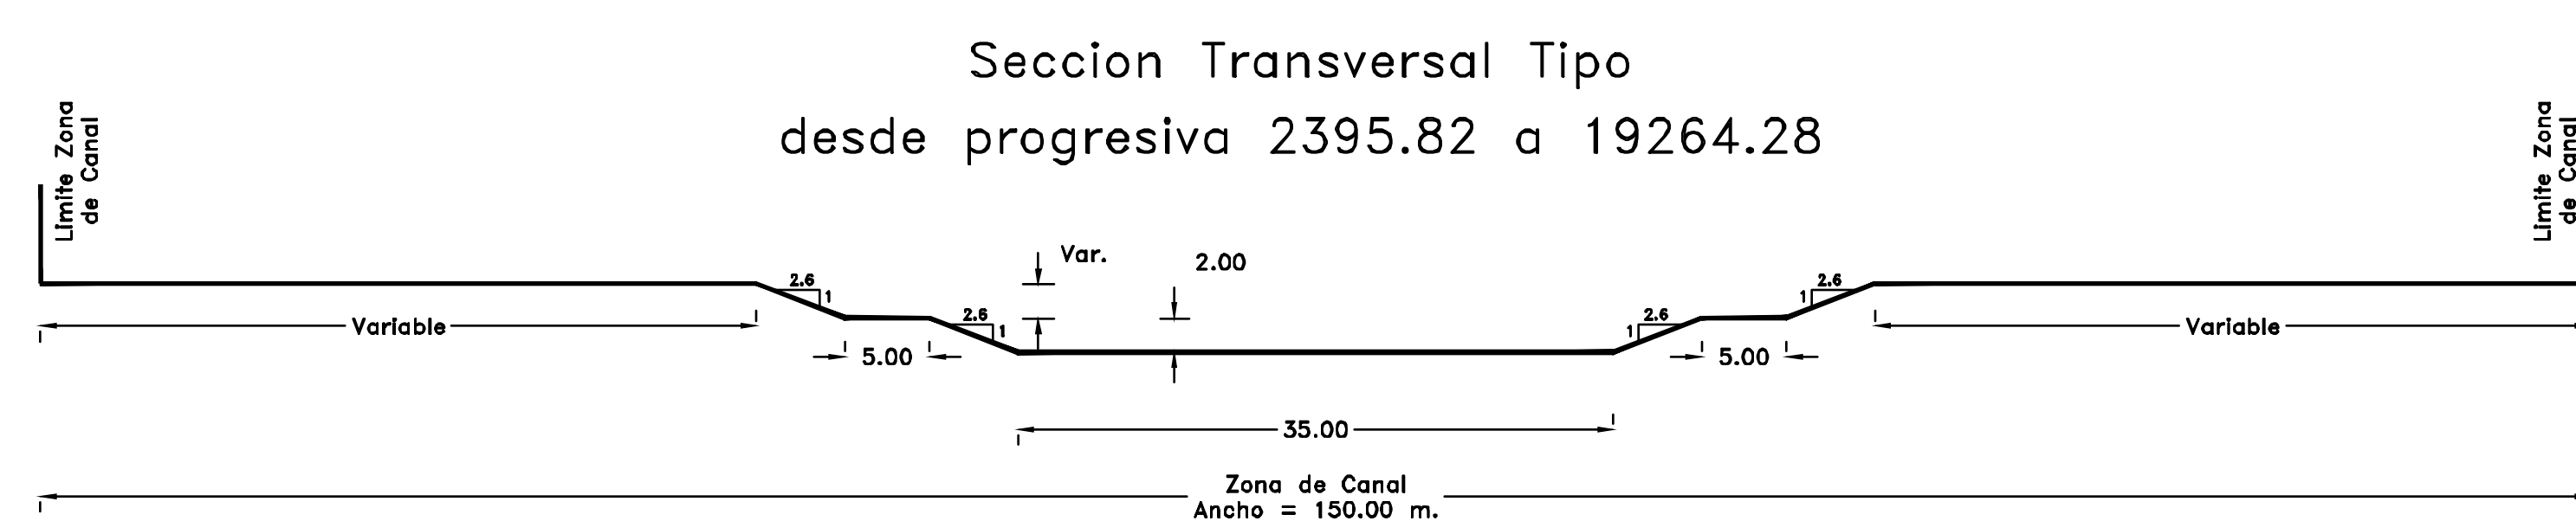 Seccion Transversal Tipo
desde progresiva 2395.82 a 19264.28
Limite Zona
de Canal
Limite Zona
de Canal
Var.
2.00
2.6
1
2.6
1
2.6
1
2.6
1
Variable
5.00
5.00
Variable
35.00
Zona de Canal
Ancho = 150.00 m.